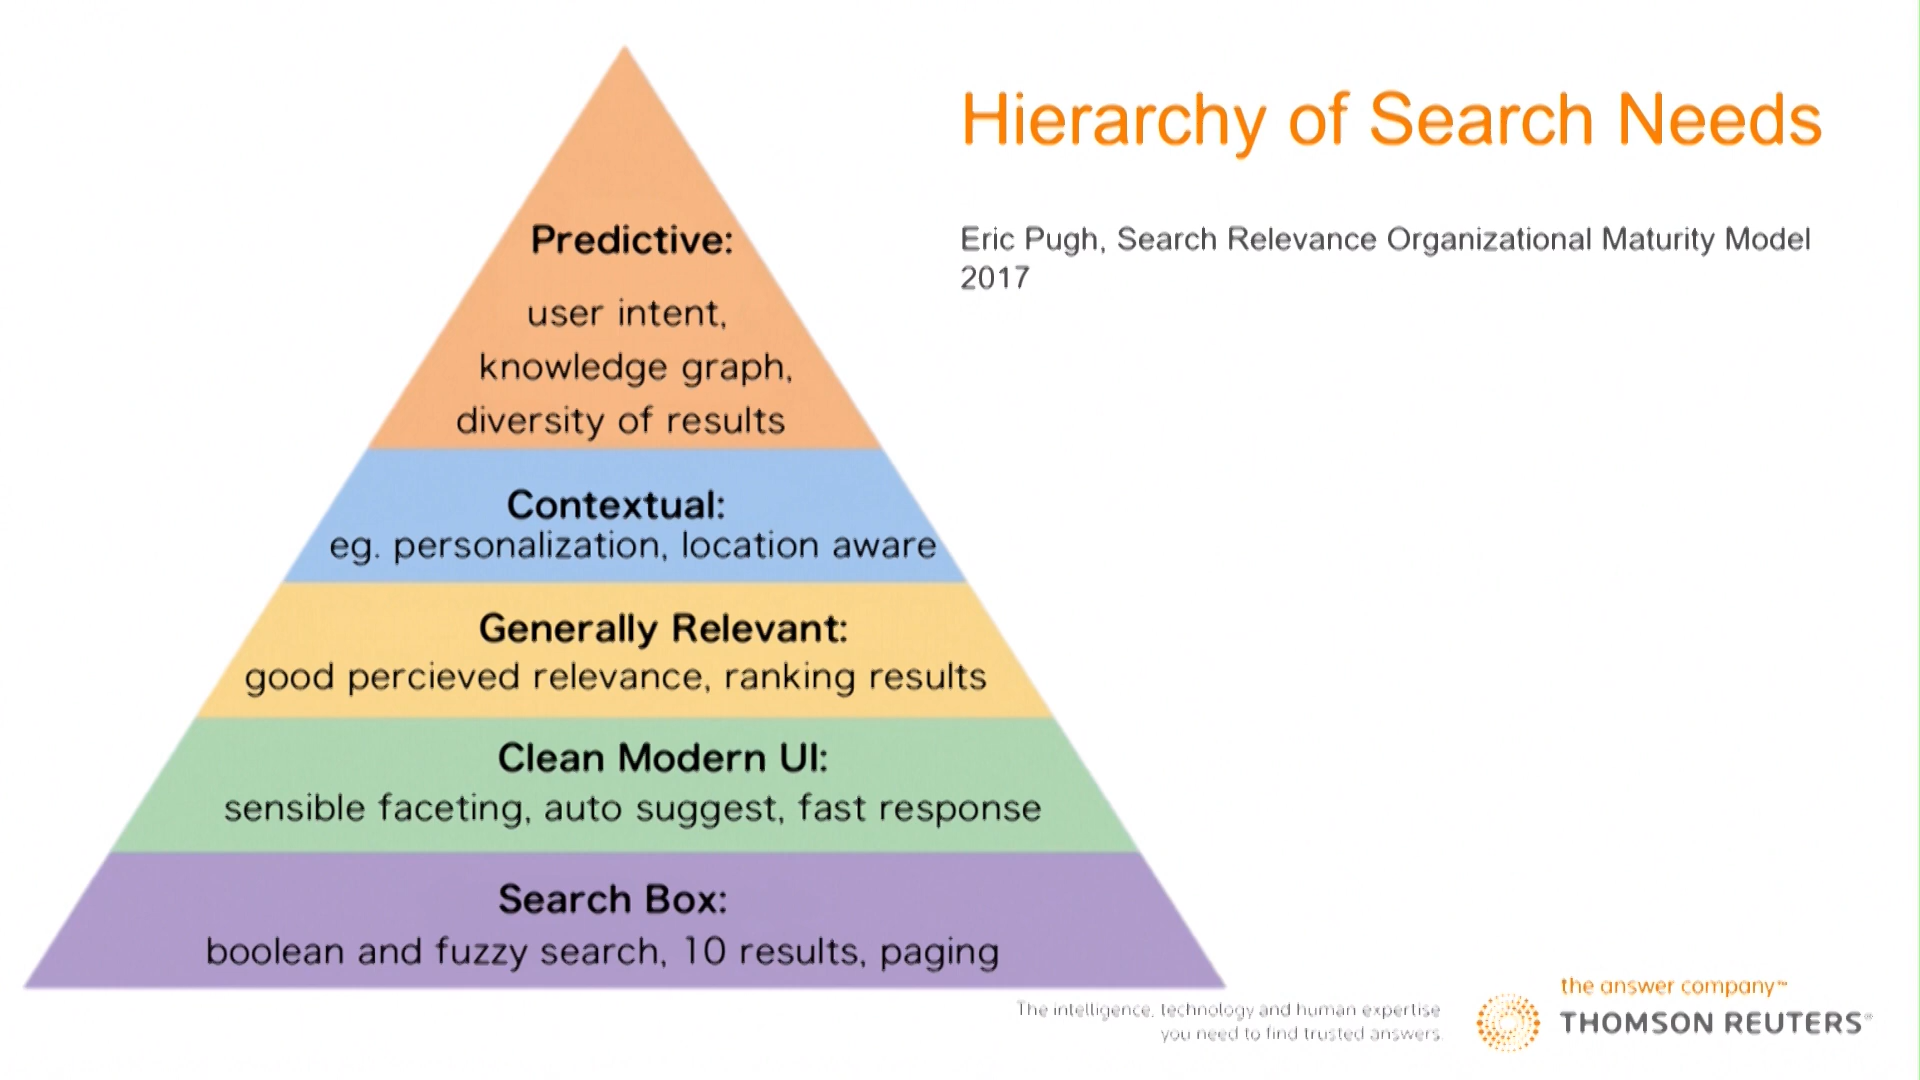 Hierarchy of Search Needs
Eric Pugh, Search Relevance Organizational Maturity Model
2017
Predictive:
user intent,
knowledge graph,
diversity of results
Contextual:
eg. personalization, location aware
Generally Relevant:
good percieved relevance, ranking results
Clean Modern UI:
sensible faceting, auto suggest, fast response
Search Box:
boolean and fuzzy search, 10 results, paging
The intelligence, technology and human expertise
you need to find trusted answers.
the answer company™
THOMSON REUTERS®